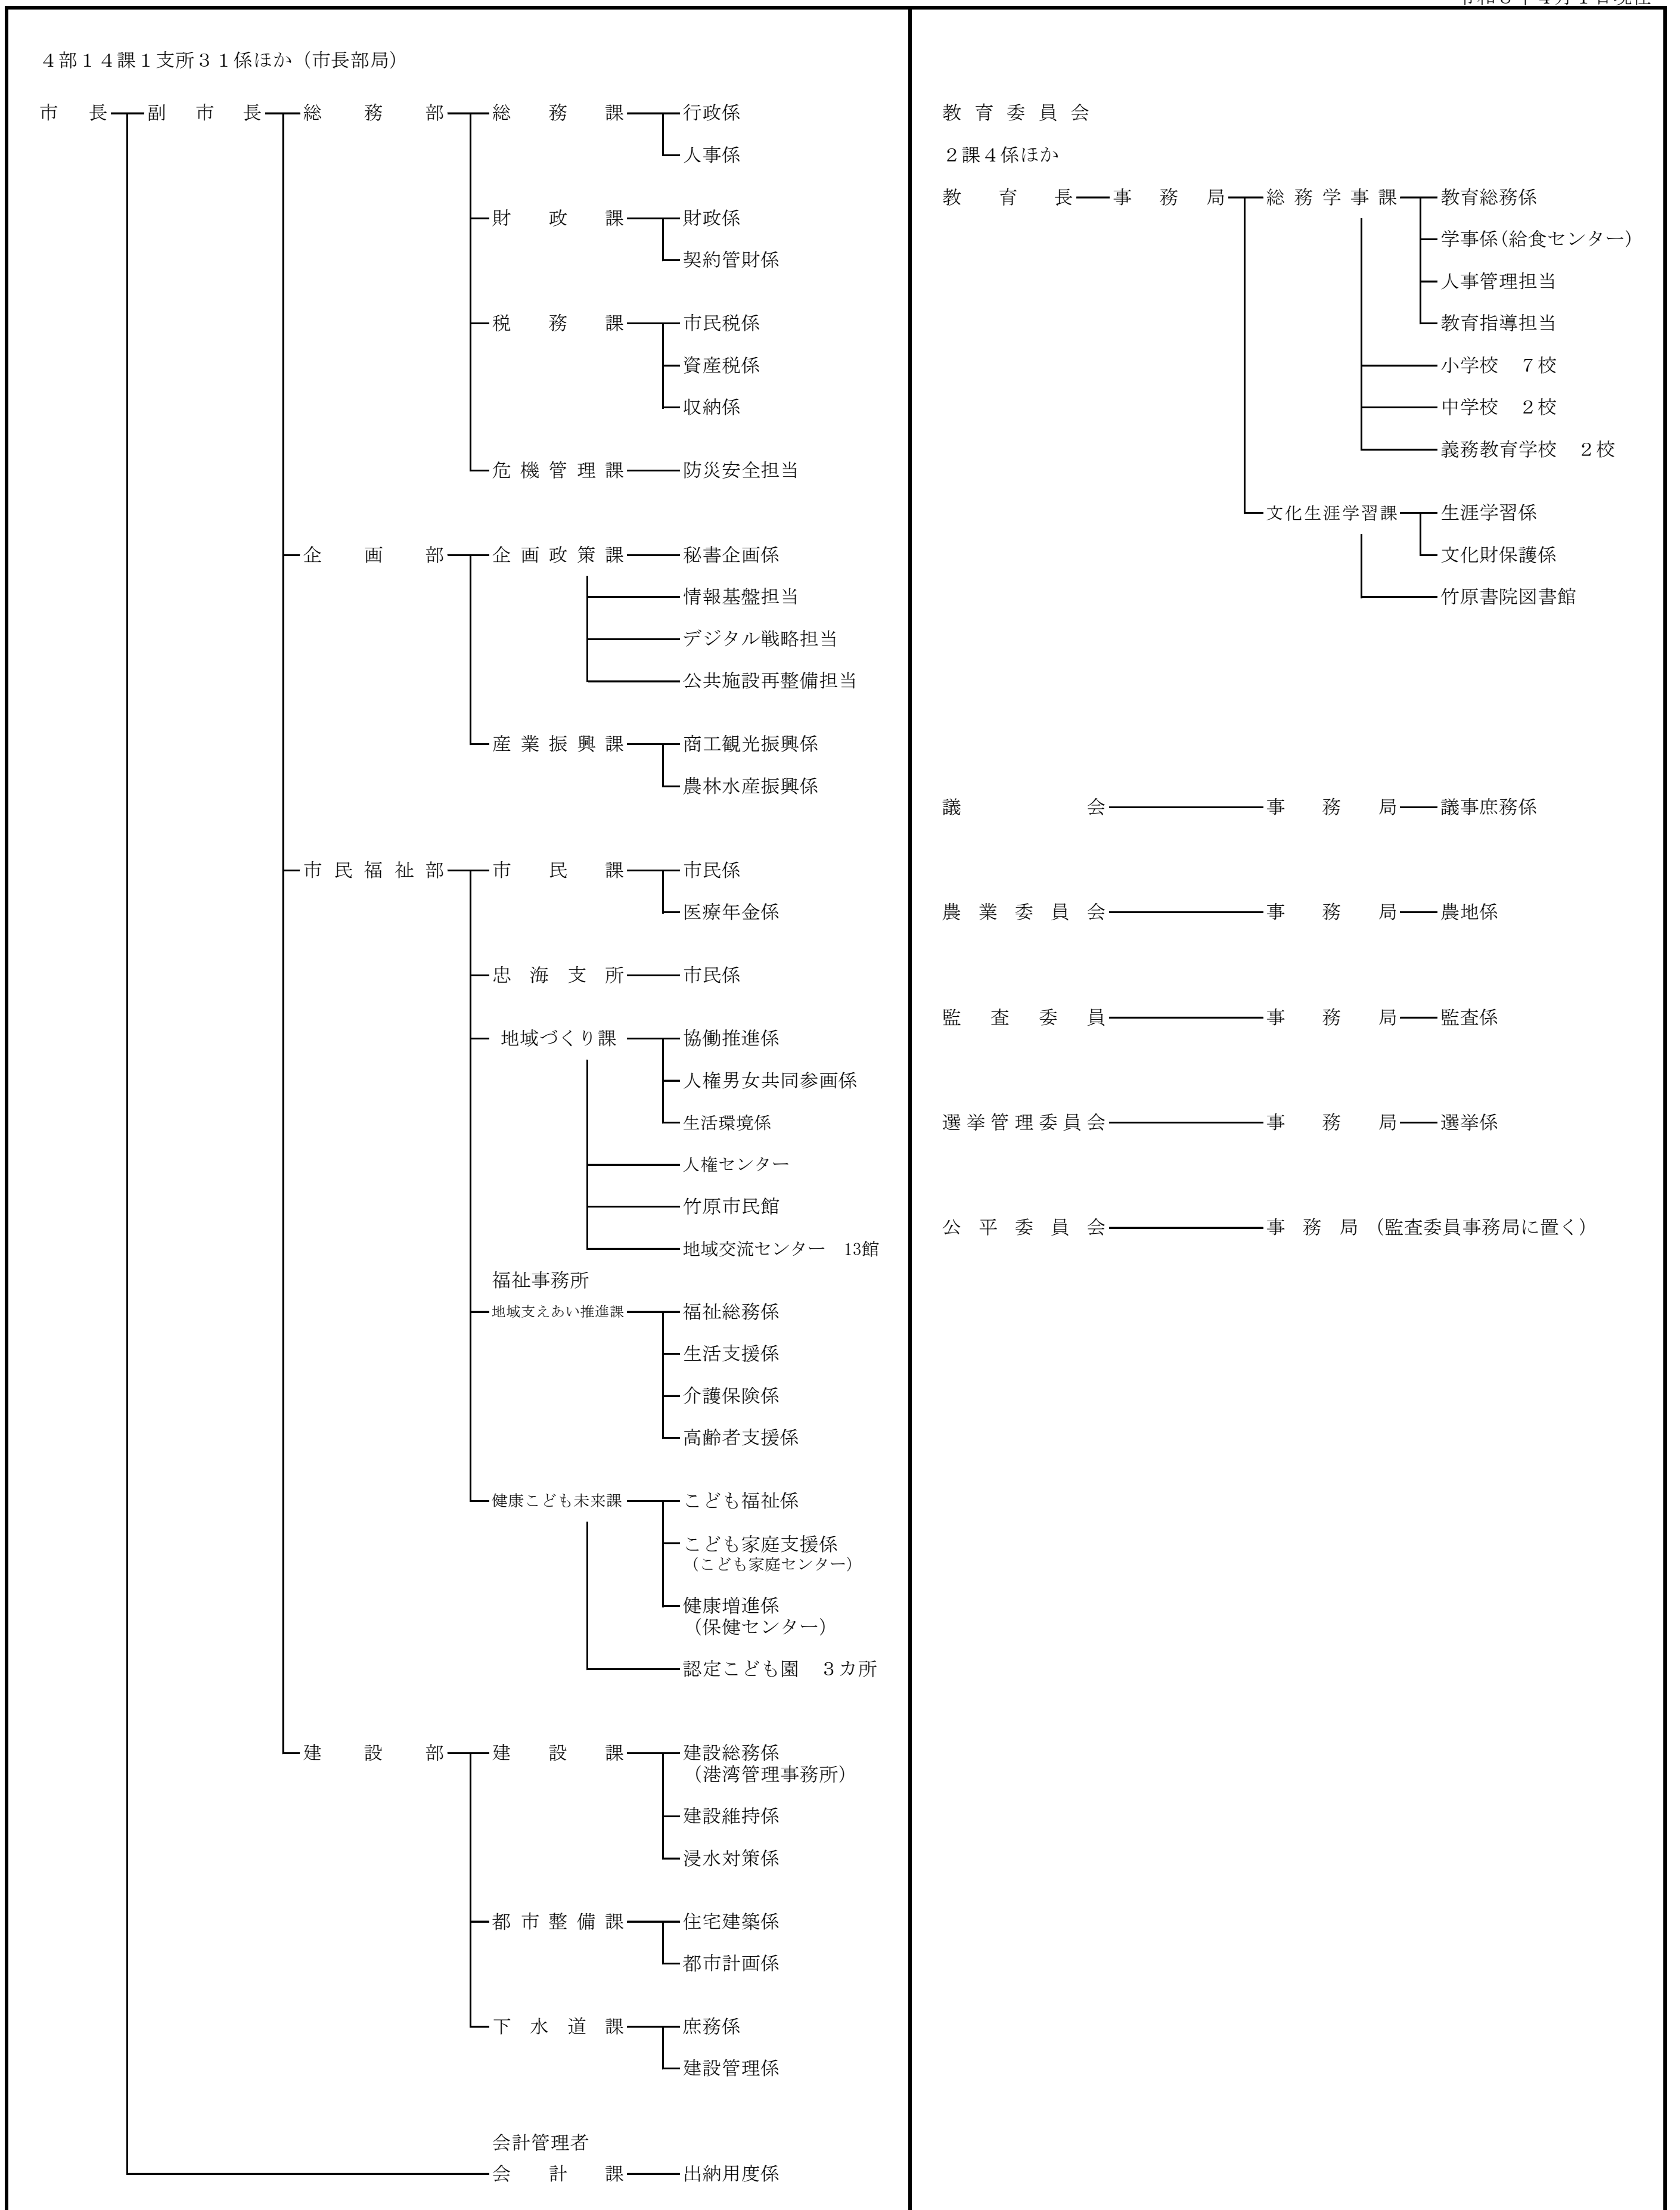 ４部１４課１支所３１係ほか（市長部局）
市長 副市長 総務部 総務課 行政係
人事係
財政課 財政係
契約管財係
税務課 市民税係
資産税係
収納係
危機管理課 防災安全担当
企画部 企画政策課 秘書企画係
情報基盤担当
デジタル戦略担当
公共施設再整備担当
産業振興課 商工観光振興係
農林水産振興係
市民福祉部 市民課 市民係
医療年金係
忠海支所 市民係
地域づくり課 協働推進係
人権男女共同参画係
生活環境係
人権センター
竹原市民館
地域交流センター　13館
福祉事務所
地域支えあい推進課 福祉総務係
生活支援係
介護保険係
高齢者支援係
健康こども未来課 こども福祉係
こども家庭支援係
（こども家庭センター）
健康増進係
（保健センター）
認定こども園　３カ所
建設部 建設課 建設総務係
（港湾管理事務所）
建設維持係
浸水対策係
都市整備課 住宅建築係
都市計画係
下水道課 庶務係
建設管理係
会計管理者
会計課 出納用度係
教育委員会
２課４係ほか
教育長 事務局 総務学事課 教育総務係
学事係（給食センター）
人事管理担当
教育指導担当
小学校　７校
中学校　２校
義務教育学校　２校
文化生涯学習課 生涯学習係
文化財保護係
竹原書院図書館
議会 事務局 議事庶務係
農業委員会 事務局 農地係
監査委員 事務局 監査係
選挙管理委員会 事務局 選挙係
公平委員会 事務局（監査委員事務局に置く）